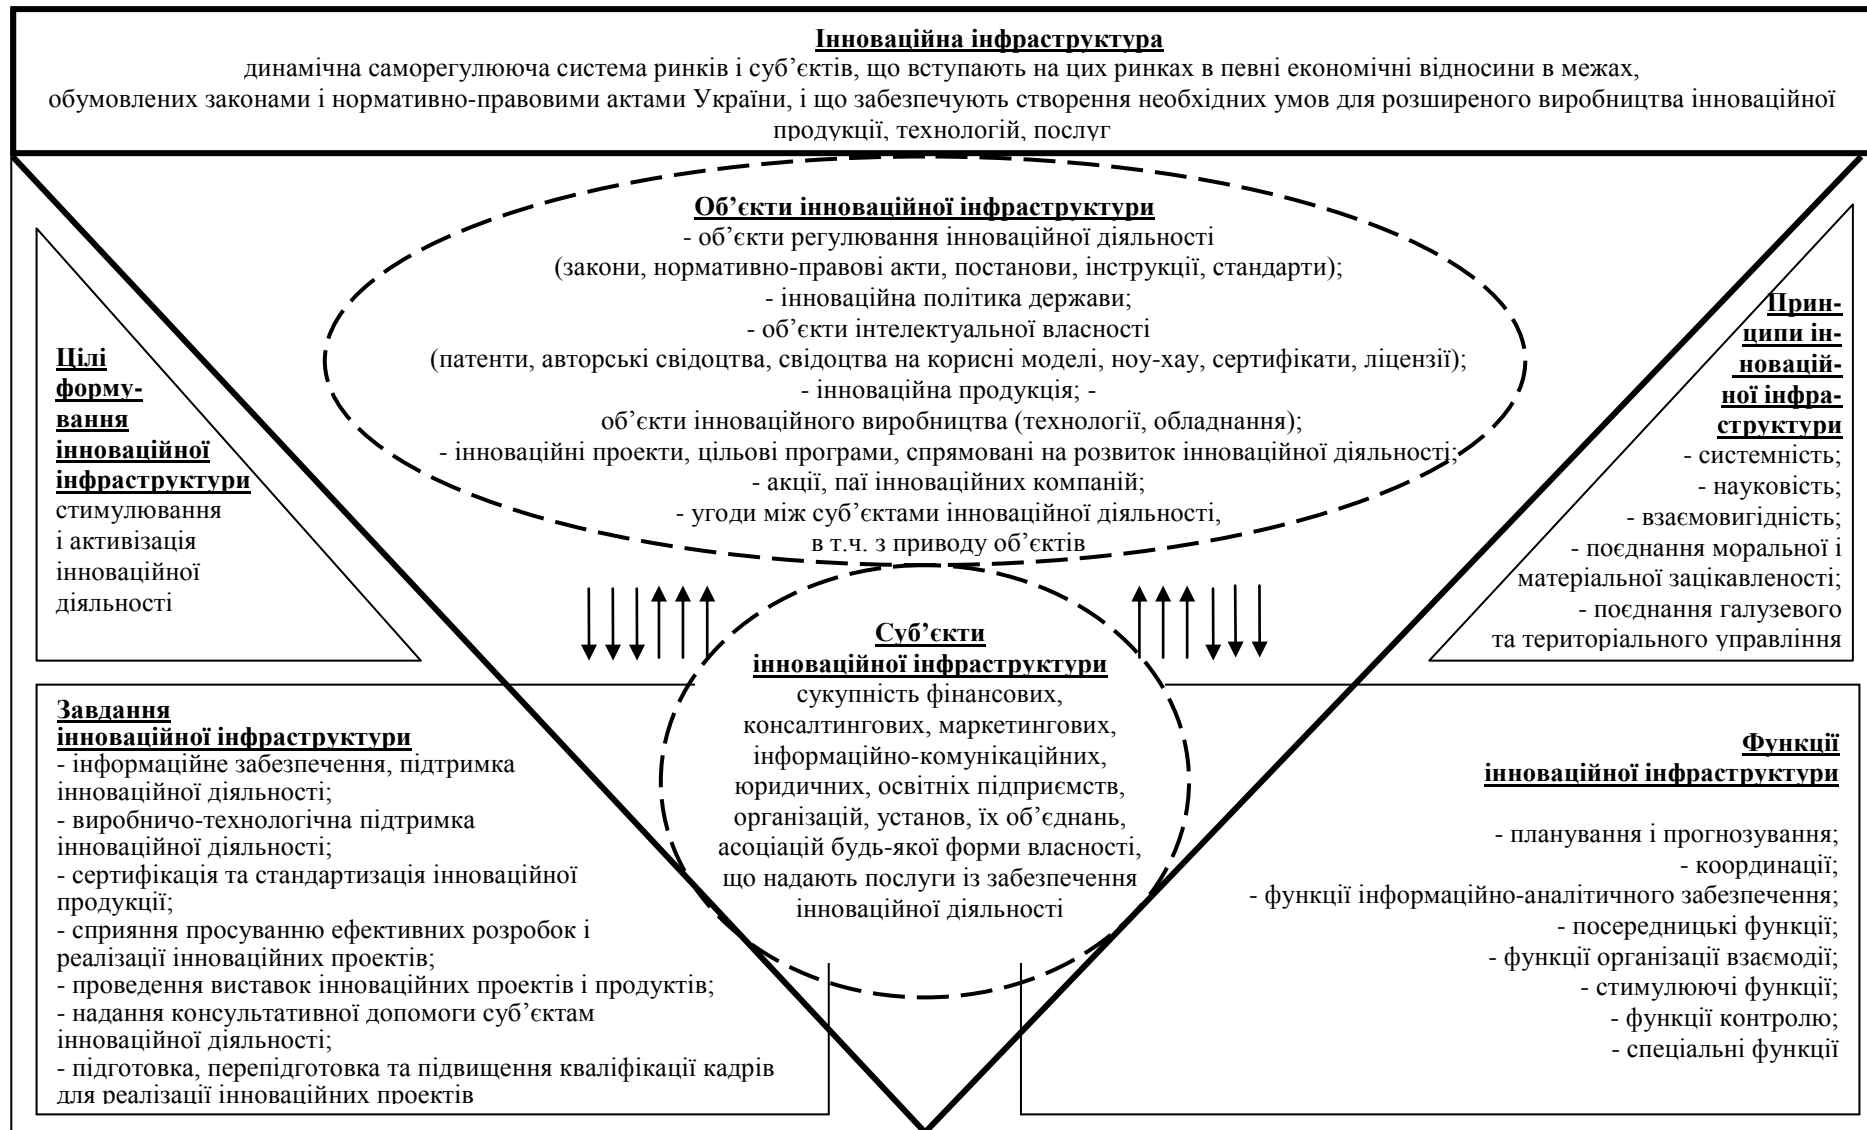 Інноваційна інфраструктура
динамічна саморегулююча система ринків і суб’єктів, що вступають на цих ринках в певні економічні відносини в межах,
обумовлених законами і нормативно-правовими актами України, і що забезпечують створення необхідних умов для розширеного виробництва інноваційної
продукції, технологій, послуг
Об’єкти інноваційної інфраструктури
- об’єкти регулювання інноваційної діяльності
(закони, нормативно-правові акти, постанови, інструкції, стандарти);
- інноваційна політика держави;
- об’єкти інтелектуальної власності
(патенти, авторські свідоцтва, свідоцтва на корисні моделі, ноу-хау, сертифікати, ліцензії);
- інноваційна продукція; -
об’єкти інноваційного виробництва (технології, обладнання);
- інноваційні проекти, цільові програми, спрямовані на розвиток інноваційної діяльності;
- акції, паї інноваційних компаній;
- угоди між суб’єктами інноваційної діяльності,
в т.ч. з приводу об’єктів
Цілі
форму-
вання
інноваційної
інфраструктури
стимулювання
і активізація
інноваційної
діяльності
Прин-
ципи ін-
новацій-
ної інфра-
структури
- системність;
- науковість;
- взаємовигідність;
- поєднання моральної і
матеріальної зацікавленості;
- поєднання галузевого
та територіального управління
Суб’єкти
інноваційної інфраструктури
сукупність фінансових,
консалтингових, маркетингових,
інформаційно-комунікаційних,
юридичних, освітніх підприємств,
організацій, установ, їх об’єднань,
асоціацій будь-якої форми власності,
що надають послуги із забезпечення
інноваційної діяльності
Завдання
інноваційної інфраструктури
- інформаційне забезпечення, підтримка
інноваційної діяльності;
- виробничо-технологічна підтримка
інноваційної діяльності;
- сертифікація та стандартизація інноваційної
продукції;
- сприяння просуванню ефективних розробок і
реалізації інноваційних проектів;
- проведення виставок інноваційних проектів і продуктів;
- надання консультативної допомоги суб’єктам
інноваційної діяльності;
- підготовка, перепідготовка та підвищення кваліфікації кадрів
для реалізації інноваційних проектів
Функції
інноваційної інфраструктури
- планування і прогнозування;
- координації;
- функції інформаційно-аналітичного забезпечення;
- посередницькі функції;
- функції організації взаємодії;
- стимулюючі функції;
- функції контролю;
- спеціальні функції